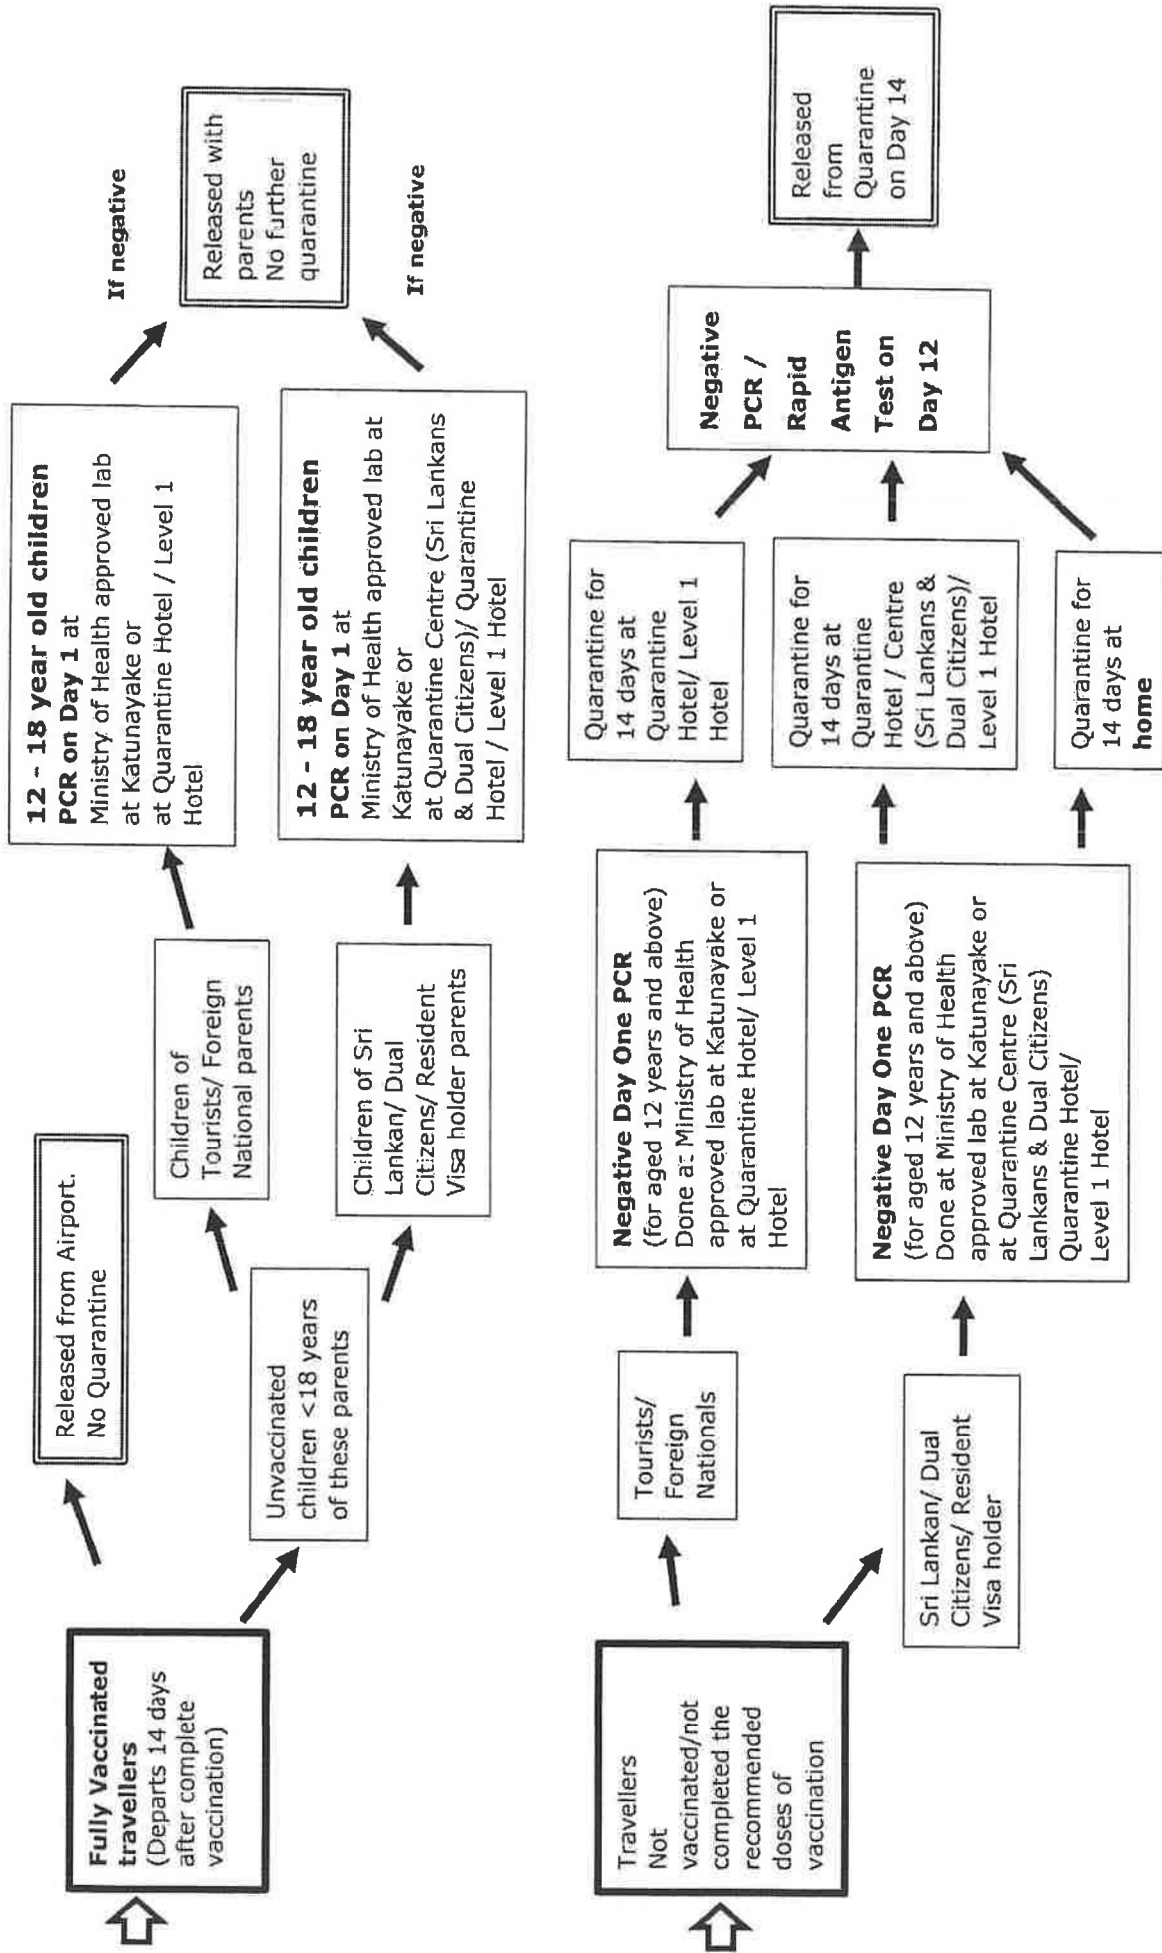 Fully Vaccinated
travellers
(Departs 14 days
after complete
vaccination)
Released from Airport.
No Quarantine
Unvaccinated
children <18 years
of these parents
Children of
Tourists/ Foreign
National parents
Children of Sri
Lankan/ Dual
Citizens/ Resident
Visa holder parents
12 – 18 year old children
PCR on Day 1 at
Ministry of Health approved lab
at Katunayake or
at Quarantine Hotel / Level 1
Hotel
12 – 18 year old children
PCR on Day 1 at
Ministry of Health approved lab at
Katunayake or
at Quarantine Centre (Sri Lankans
& Dual Citizens)/ Quarantine
Hotel / Level 1 Hotel
If negative
Released with
parents
No further
quarantine
If negative
Travellers
Not
vaccinated/not
completed the
recommended
doses of
vaccination
Tourists/
Foreign
Nationals
Sri Lankan/ Dual
Citizens/ Resident
Visa holder
Negative Day One PCR
(for aged 12 years and above)
Done at Ministry of Health
approved lab at Katunayake or
at Quarantine Hotel/ Level 1
Hotel
Negative Day One PCR
(for aged 12 years and above)
Done at Ministry of Health
approved lab at Katunayake or
at Quarantine Centre (Sri
Lankans & Dual Citizens)
Quarantine Hotel/
Level 1 Hotel
Quarantine for
14 days at
Quarantine
Hotel/ Level 1
Hotel
Quarantine for
14 days at
Quarantine
Hotel / Centre
(Sri Lankans &
Dual Citizens)/
Level 1 Hotel
Quarantine for
14 days at
home
Negative
PCR /
Rapid
Antigen
Test on
Day 12
Released
from
Quarantine
on Day 14